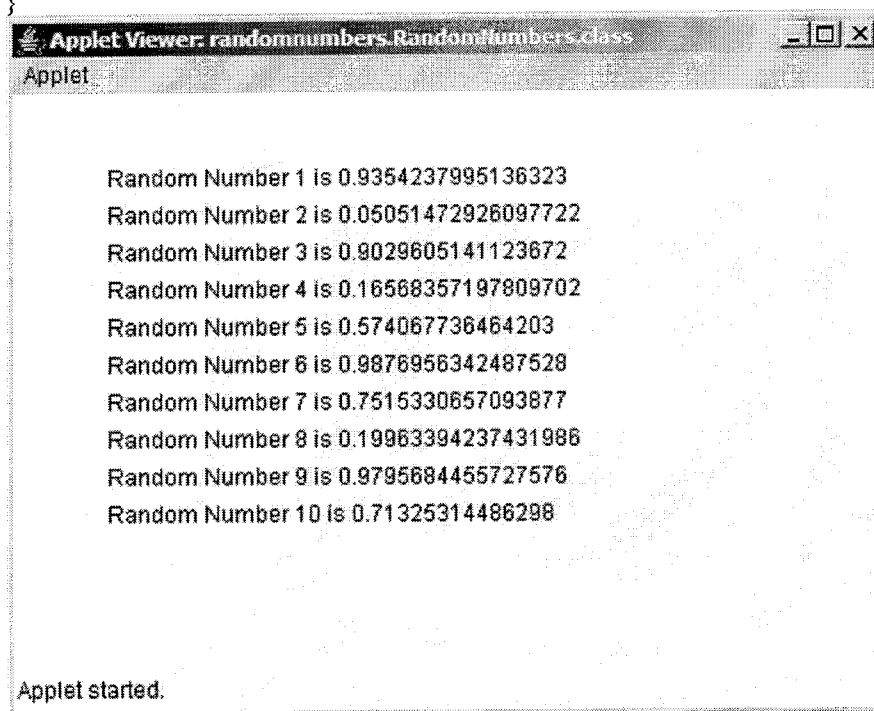 }
Applet Viewer: randomnumbers.RandomNumbers.class
Applet
Random Number 1 is 0.9354237995136323
Random Number 2 is 0.05051472926097722
Random Number 3 is 0.9029605141123672
Random Number 4 is 0.16568357197809702
Random Number 5 is 0.574067736464203
Random Number 6 is 0.9876956342487528
Random Number 7 is 0.7515330657093877
Random Number 8 is 0.19963394237431986
Random Number 9 is 0.9795684455727576
Random Number 10 is 0.71325314486298
Applet started.